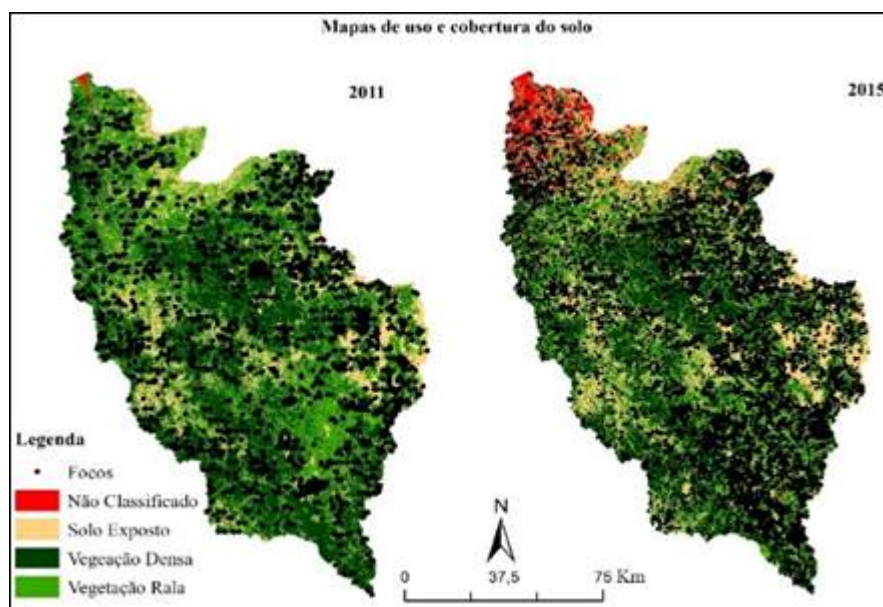 Mapas de uso e cobertura do solo
2011
2015
Legenda
Focos
Não Classificado
Solo Exposto
Vegeação Densa
Vegetação Rala
N
0 37,5 75 Km